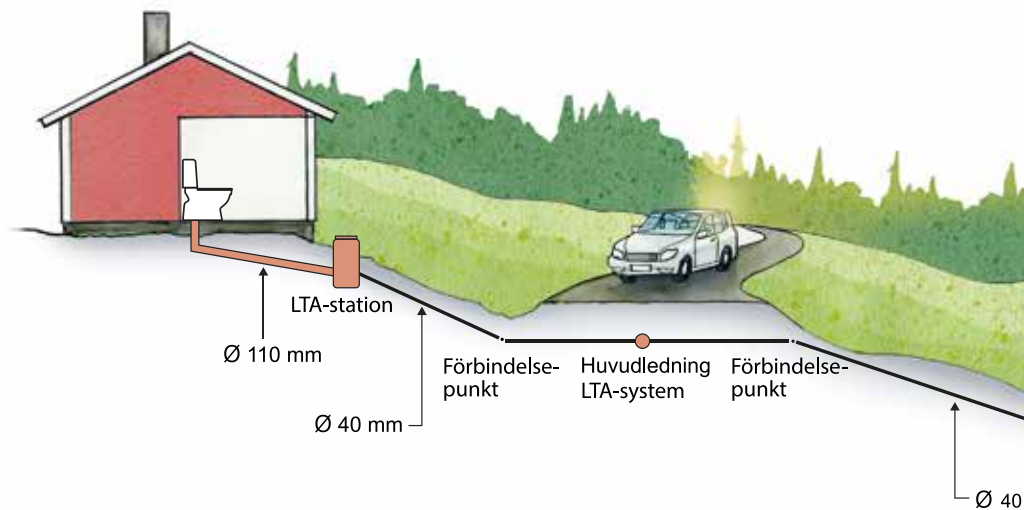 LTA-station
Ø 110 mm
Förbindelse-
punkt
Huvudledning
LTA-system
Förbindelse-
punkt
Ø 40 mm
Ø 40